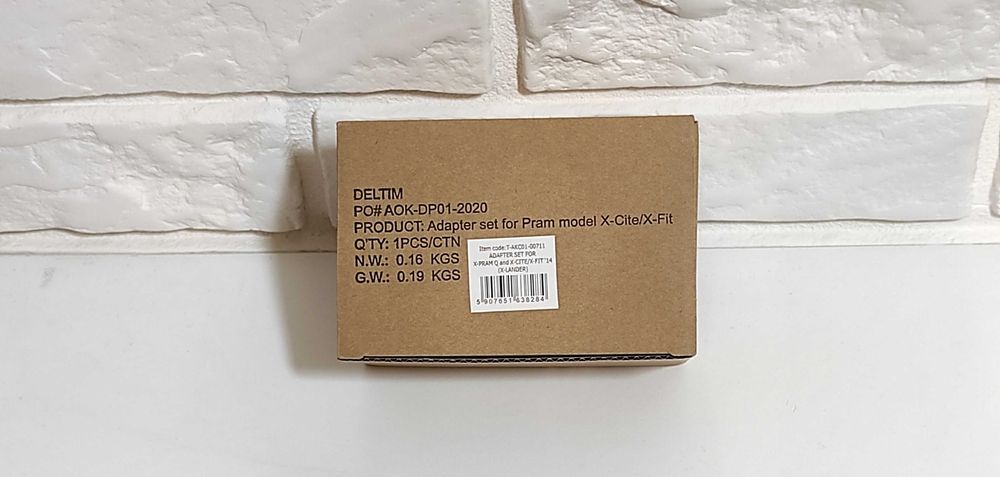 DELTIM
PO# AOK-DP01-2020
PRODUCT: Adapter set for Pram model X-Cite/X-Fit
Q'TY: 1PCS/CTN
N.W.: 0.16 KGS
G.W.: 0.19 KGS
Item code:T-AKC01-00711
ADAPTER SET FOR
X-PRAM Q and X-CITE/X-FIT '14
(X-LANDER)
5 907651 638284